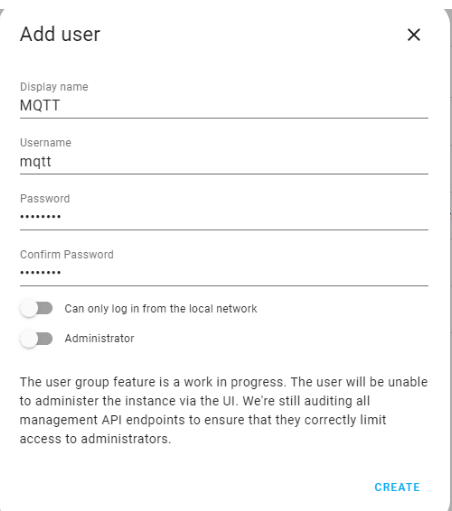 Add user
Display name
MQTT
Username
mqtt
Password
••••••••
Confirm Password
••••••••
Can only log in from the local network
Administrator
The user group feature is a work in progress. The user will be unable
to administer the instance via the UI. We're still auditing all
management API endpoints to ensure that they correctly limit
access to administrators.
CREATE